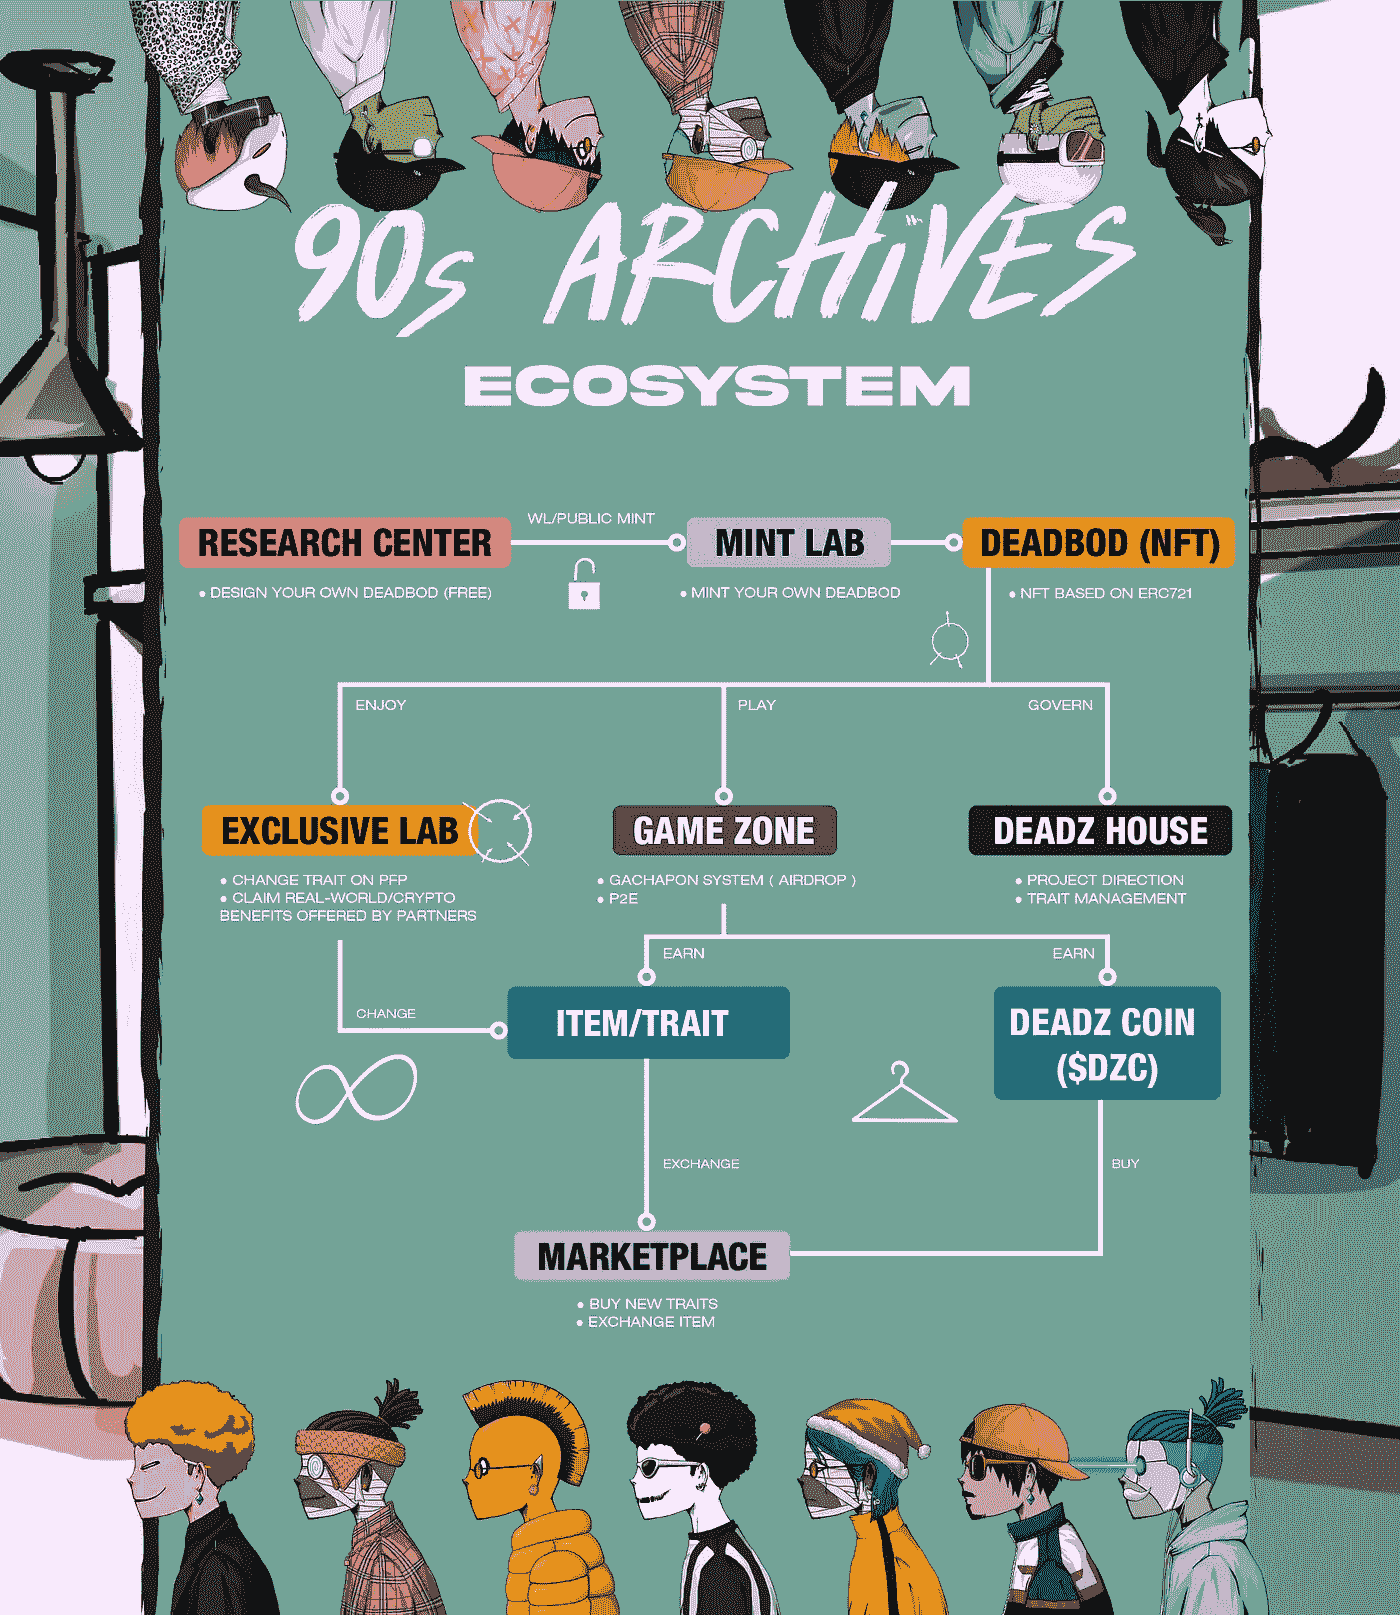 90s ARCHiVES
ECOSYSTEM
WL/PUBLIC MINT
RESEARCH CENTER
MINT LAB
DEADBOD (NFT)
● DESIGN YOUR OWN DEADBOD (FREE)
● MINT YOUR OWN DEADBOD
● NFT BASED ON ERC721
ENJOY
PLAY
GOVERN
EXCLUSIVE LAB
GAME ZONE
DEADZ HOUSE
● CHANGE TRAIT ON PFP
● CLAIM REAL-WORLD/CRYPTO
BENEFITS OFFERED BY PARTNERS
● GACHAPON SYSTEM ( AIRDROP )
● P2E
● PROJECT DIRECTION
● TRAIT MANAGEMENT
EARN
EARN
CHANGE
ITEM/TRAIT
DEADZ COIN
($DZC)
EXCHANGE
BUY
MARKETPLACE
● BUY NEW TRAITS
● EXCHANGE ITEM